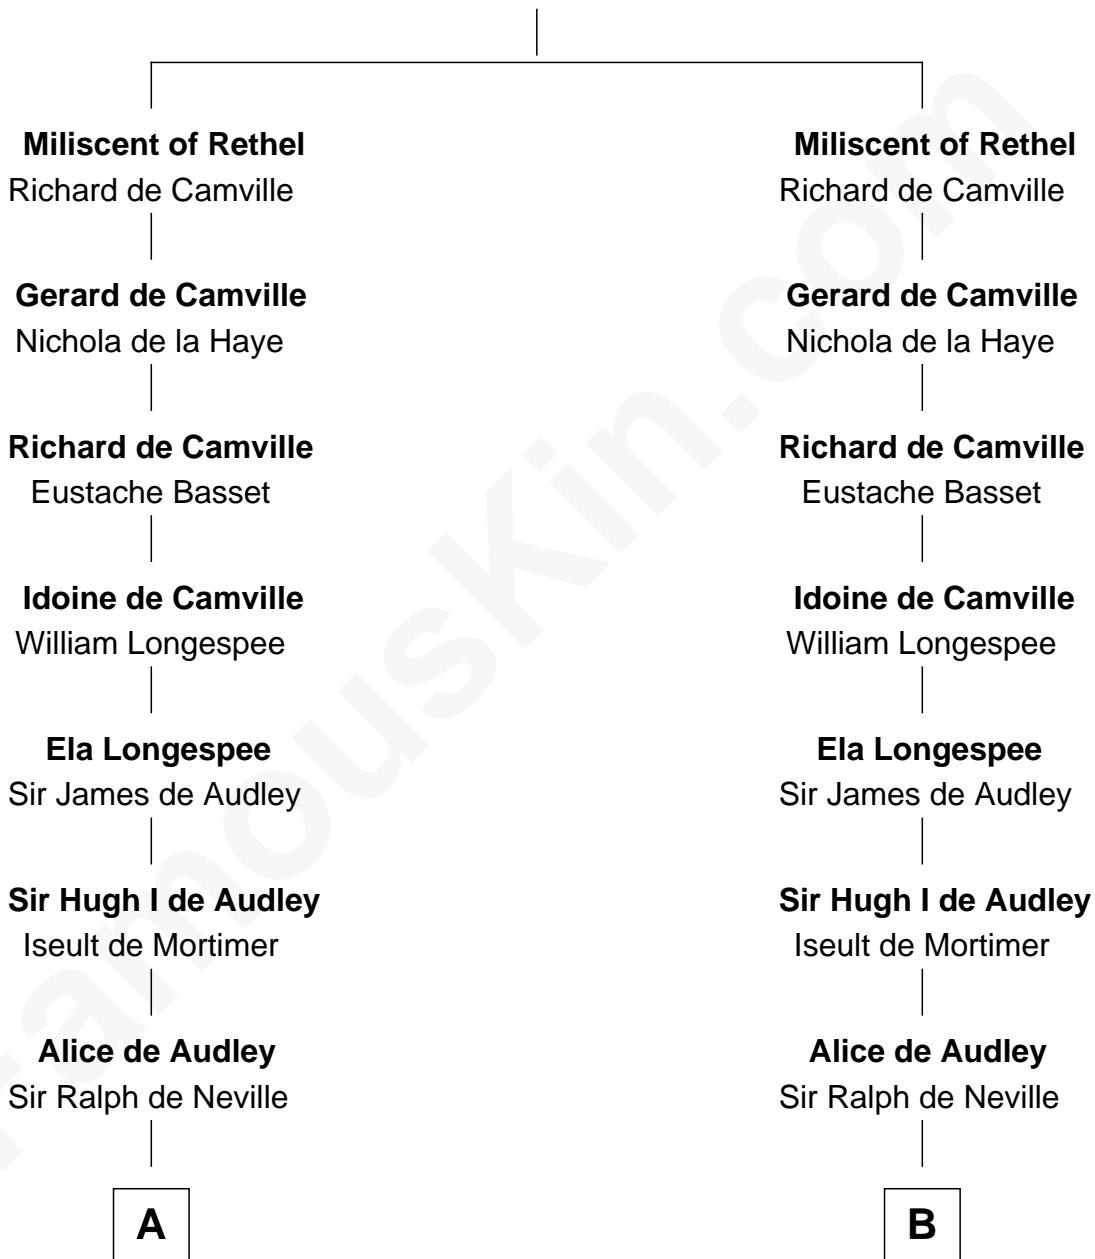 Miliscent of Rethel
Richard de Camville
Gerard de Camville
Nichola de la Haye
Richard de Camville
Eustache Basset
Idoine de Camville
William Longespee
Ela Longespee
Sir James de Audley
Sir Hugh I de Audley
Iseult de Mortimer
Alice de Audley
Sir Ralph de Neville
A
Miliscent of Rethel
Richard de Camville
Gerard de Camville
Nichola de la Haye
Richard de Camville
Eustache Basset
Idoine de Camville
William Longespee
Ela Longespee
Sir James de Audley
Sir Hugh I de Audley
Iseult de Mortimer
Alice de Audley
Sir Ralph de Neville
B
FamousKin.com